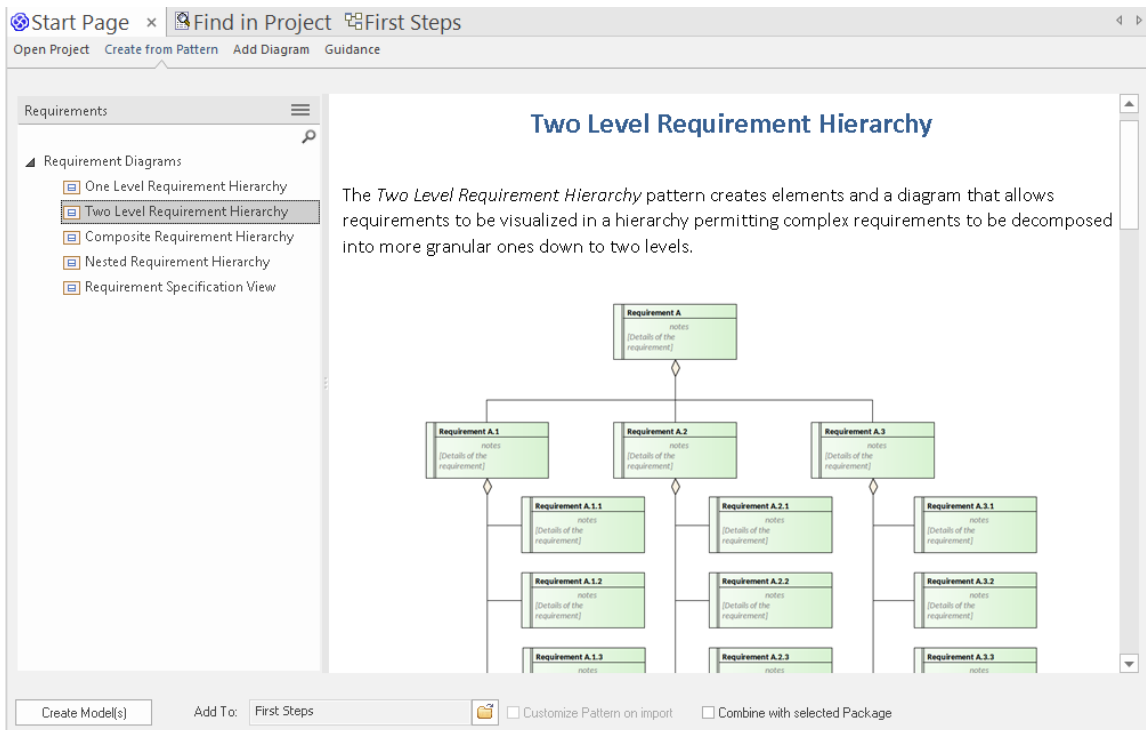 Start Page × Find in Project First Steps
Open Project Create from Pattern Add Diagram Guidance
Requirements
Requirement Diagrams
One Level Requirement Hierarchy
Two Level Requirement Hierarchy
Composite Requirement Hierarchy
Nested Requirement Hierarchy
Requirement Specification View
Two Level Requirement Hierarchy
The Two Level Requirement Hierarchy pattern creates elements and a diagram that allows
requirements to be visualized in a hierarchy permitting complex requirements to be decomposed
into more granular ones down to two levels.
Requirement A
notes
[Details of the
requirement]
Requirement A.1
notes
[Details of the
requirement]
Requirement A.2
notes
[Details of the
requirement]
Requirement A.3
notes
[Details of the
requirement]
Requirement A.1.1
notes
[Details of the
requirement]
Requirement A.2.1
notes
[Details of the
requirement]
Requirement A.3.1
notes
[Details of the
requirement]
Requirement A.1.2
notes
[Details of the
requirement]
Requirement A.2.2
notes
[Details of the
requirement]
Requirement A.3.2
notes
[Details of the
requirement]
Requirement A.1.3
notes
Requirement A.2.3
notes
Requirement A.3.3
notes
Create Model(s) Add To: First Steps Customize Pattern on import Combine with selected Package